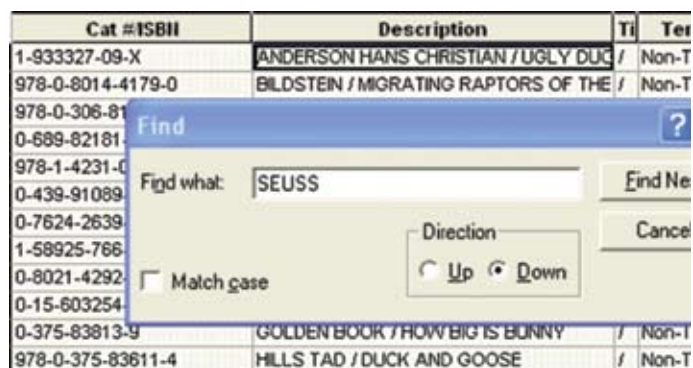 Cat #/ISBN Description Ti Ter
1-933327-09-X ANDERSON HANS CHRISTIAN / UGLY DUC / Non-T
978-0-8014-4179-0 BILDSTEIN / MIGRATING RAPTORS OF THE / Non-T
978-0-306-81
Find ?
0-689-82181
978-1-4231-0
Find what: SEUSS Find Ne
0-439-91089
0-7624-2639
Direction Cancel
1-58925-766
Match case Up Down
0-8021-4292
0-15-603254
0-375-83813-9 GOLDEN BOOK / HOW BIG IS BUNNY / Non-T
978-0-375-83611-4 HILLS TAD / DUCK AND GOOSE / Non-T